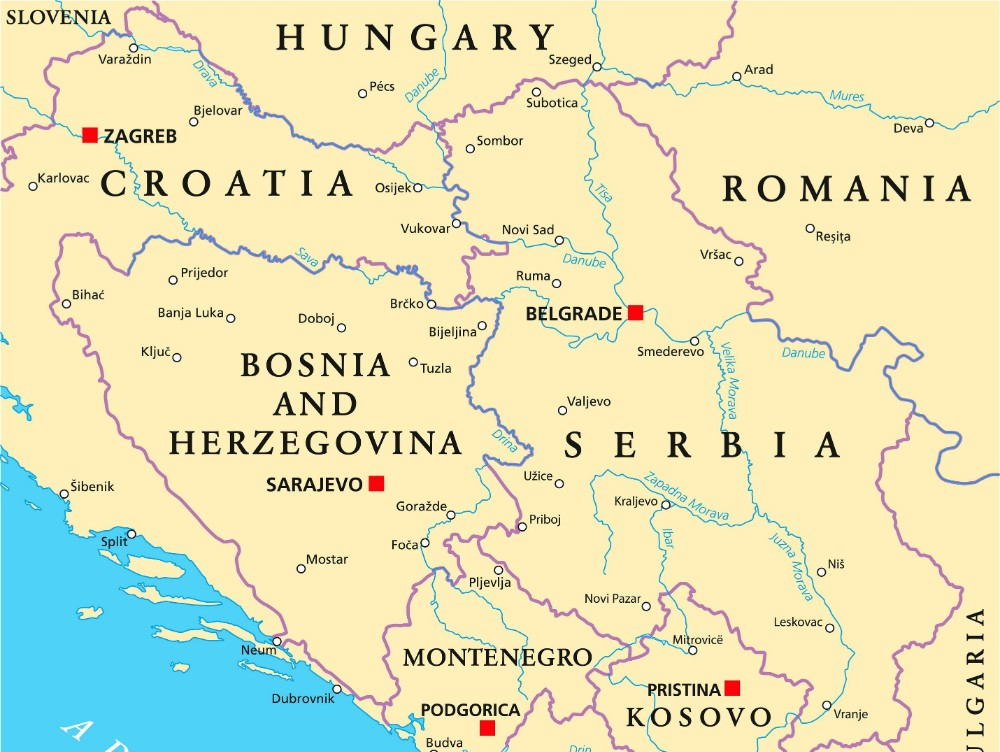 SLOVENIA
HUNGARY
Varaždin
Drava
Pécs
Danube
Szeged
Arad
Subotica
Mures
Bjelovar
Deva
ZAGREB
Sombor
Karlovac
CROATIA
Osijek
Tisa
ROMANIA
Vukovar
Novi Sad
Reșița
Sava
Danube
Vršac
Prijedor
Ruma
Bihać
Banja Luka
Doboj
Brčko
BELGRADE
Bijeljina
Ključ
Tuzla
Smederevo
Velika Morava
Danube
BOSNIA
AND
HERZEGOVINA
Valjevo
Drina
SERBIA
SARAJEVO
Užice
Zapadna Morava
Šibenik
Goražde
Kraljevo
Priboj
Split
Foča
Ibar
Južna Morava
Mostar
Pljevlja
Niš
Novi Pazar
Leskovac
Mitrovicë
Neum
MONTENEGRO
PRISTINA
Dubrovnik
PODGORICA
KOSOVO
Vranje
Budva
Drin
ULGARIA
A D